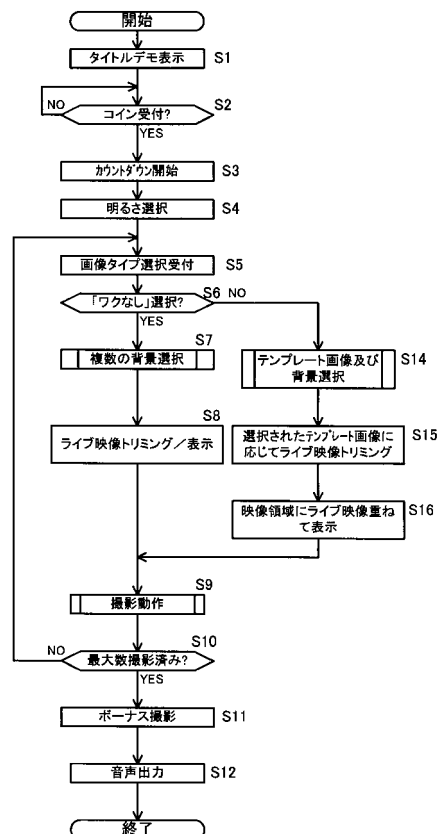 開始
タイトルデモ表示 S1
S2
NO コイン受付?
YES
カウントダウン開始 S3
明るさ選択 S4
画像タイプ選択受付 S5
「ワクなし」選択? S6 NO
YES
S7
複数の背景選択
テンプレート画像及び
背景選択 S14
S8
ライブ映像トリミング／表示
選択されたテンプレート画像に
応じてライブ映像トリミング S15
映像領域にライブ映像重ね
て表示 S16
S9
撮影動作
S10
NO 最大数撮影済み?
YES
ボーナス撮影 S11
音声出力 S12
終了